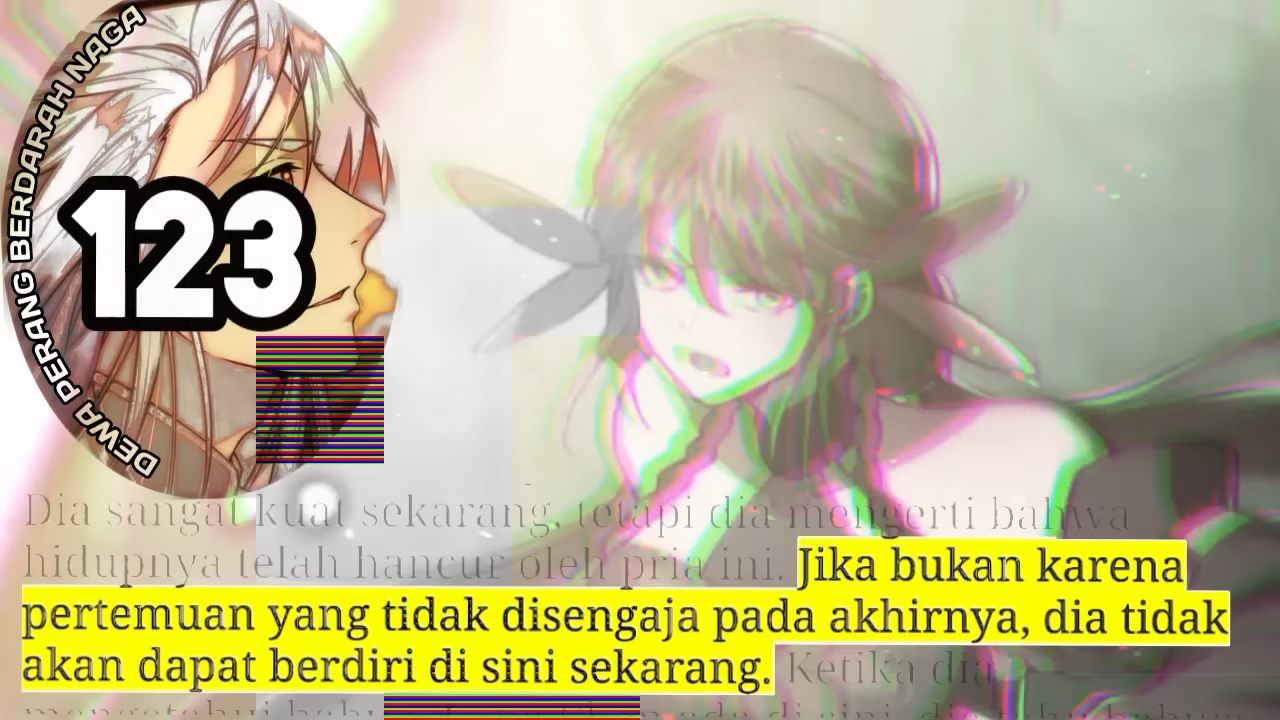 DEWA PERANG BERDARAH NAGA
123
Dia sangat kuat sekarang, tetapi dia mengerti bahwa
hidupnya telah hancur oleh pria ini. Jika bukan karena
pertemuan yang tidak disengaja pada akhirnya, dia tidak
akan dapat berdiri di sini sekarang. Ketika dia
mengetahui